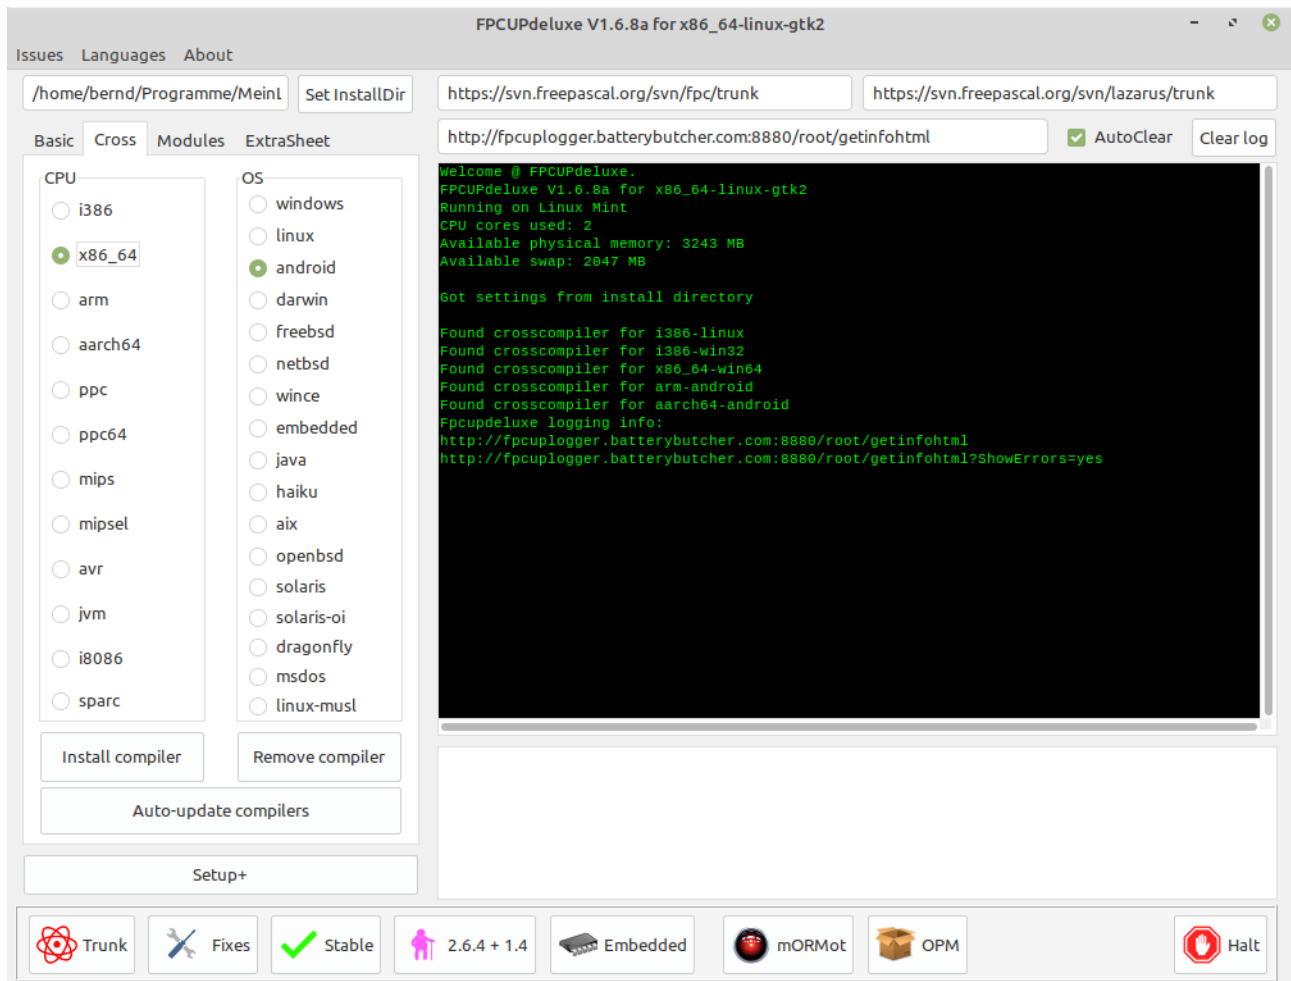 FPCUPdeluxe V1.6.8a for x86_64-linux-gtk2
Issues Languages About
/home/bernd/Programme/MeinL
Set InstallDir
https://svn.freepascal.org/svn/fpc/trunk
https://svn.freepascal.org/svn/lazarus/trunk
Basic Cross Modules ExtraSheet
http://fpcuplogger.batterybutcher.com:8880/root/getinfohtml
AutoClear
Clear log
CPU
i386
x86_64
arm
aarch64
ppc
ppc64
mips
mipsel
avr
jvm
i8086
sparc
OS
windows
linux
android
darwin
freebsd
netbsd
wince
embedded
java
haiku
aix
openbsd
solaris
solaris-oi
dragonfly
msdos
linux-musl
Install compiler
Remove compiler
Auto-update compilers
Setup+
Welcome @ FPCUPdeluxe.
FPCUPdeluxe V1.6.8a for x86_64-linux-gtk2
Running on Linux Mint
CPU cores used: 2
Available physical memory: 3243 MB
Available swap: 2047 MB
Got settings from install directory
Found crosscompiler for i386-linux
Found crosscompiler for i386-win32
Found crosscompiler for x86_64-win64
Found crosscompiler for arm-android
Found crosscompiler for aarch64-android
Fpcupdeluxe logging info:
http://fpcuplogger.batterybutcher.com:8880/root/getinfohtml
http://fpcuplogger.batterybutcher.com:8880/root/getinfohtml?ShowErrors=yes
Trunk
Fixes
Stable
2.6.4 + 1.4
Embedded
mORMot
OPM
Halt